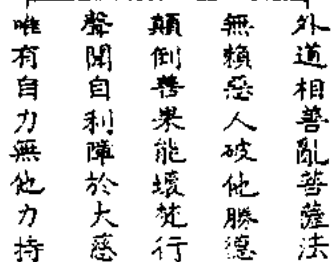 外道相善亂菩薩法
無賴惡人破他勝德
顛倒善果能壞梵行
聲聞自利障於大慈
唯有自力無他力持